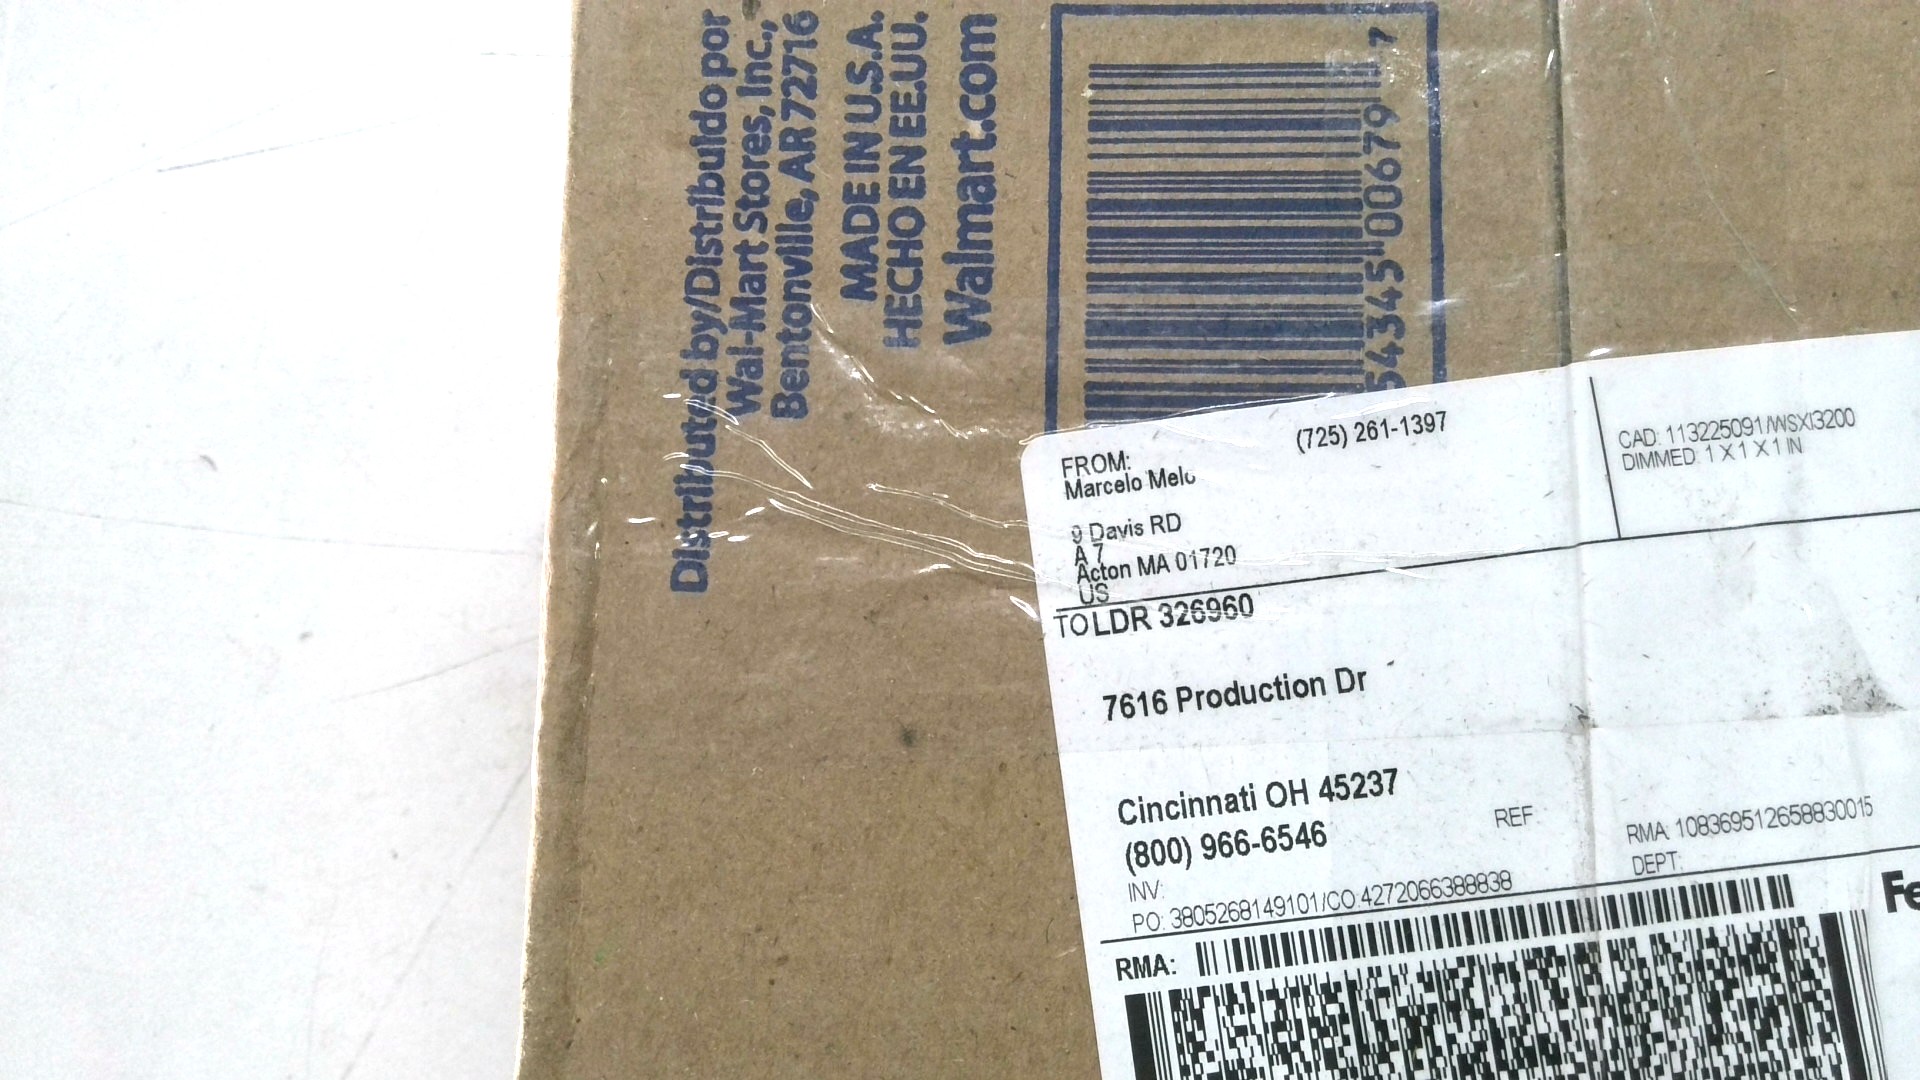 Distributed by/Distribuido por
Wal-Mart Stores, Inc.,
Bentonville, AR 72716
MADE IN U.S.A.
HECHO EN EE.UU.
Walmart.com
54345 00679 7
FROM:
(725) 261-1397
Marcelo Melo
9 Davis RD
A 7
Acton MA 01720
US
CAD: 113225091/WSXI3200
DIMMED: 1 X 1 X 1 IN
TO LDR 326960
7616 Production Dr
Cincinnati OH 45237
(800) 966-6546
REF
INV:
RMA: 108369512658830015
PO: 3805268149101/CO:4272066388838
DEPT:
RMA:
Fe